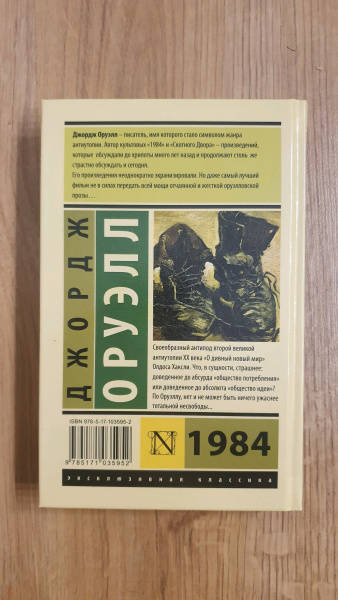 Джордж Оруэлл – писатель, имя которого стало символом жанра
антиутопии. Автор культовых «1984» и «Скотного Двора» – произведений,
которые обсуждали до хрипоты много лет назад и продолжают столь же
страстно обсуждать и сегодня.
Его произведения неоднократно экранизировали. Но даже самый лучший
фильм не в силах передать всей мощи отчаянной и жесткой оруэлловской
прозы…
ДЖОРДЖ
ОРУЭЛЛ
Своеобразный антипод второй великой
антиутопии XX века «О дивный новый мир»
Олдоса Хаксли. Что, в сущности, страшнее:
доведенное до абсурда «общество потребления»
или доведенное до абсолюта «общество идеи»?
По Оруэллу, нет и не может быть ничего ужаснее
тотальной несвободы…
ISBN 978-5-17-103595-2
9 785171 035952
N
1984
эксклюзивная классика